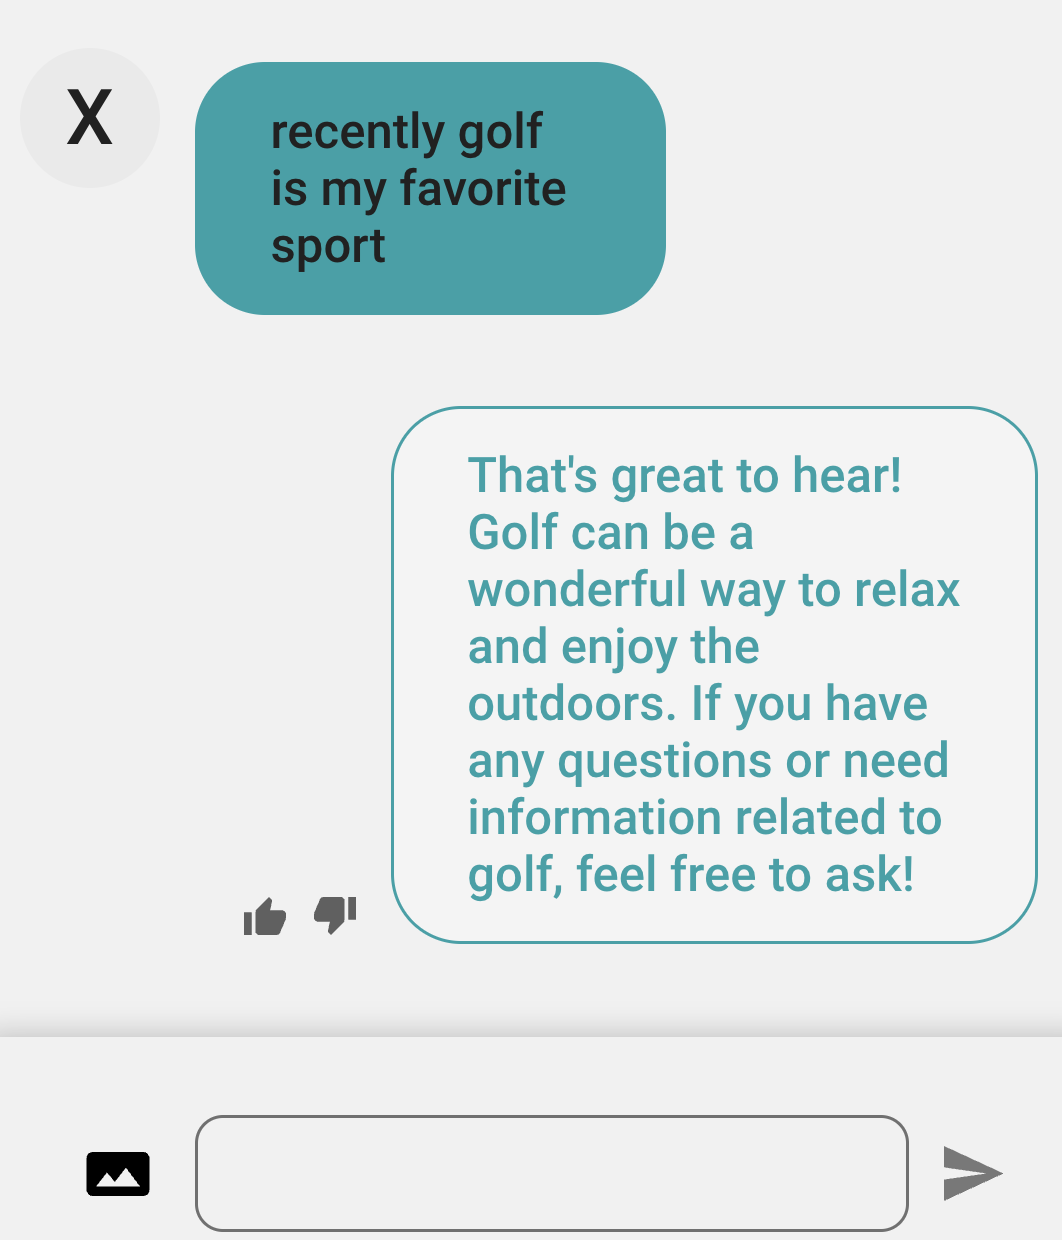 X
recently golf
is my favorite
sport
That's great to hear!
Golf can be a
wonderful way to relax
and enjoy the
outdoors. If you have
any questions or need
information related to
golf, feel free to ask!